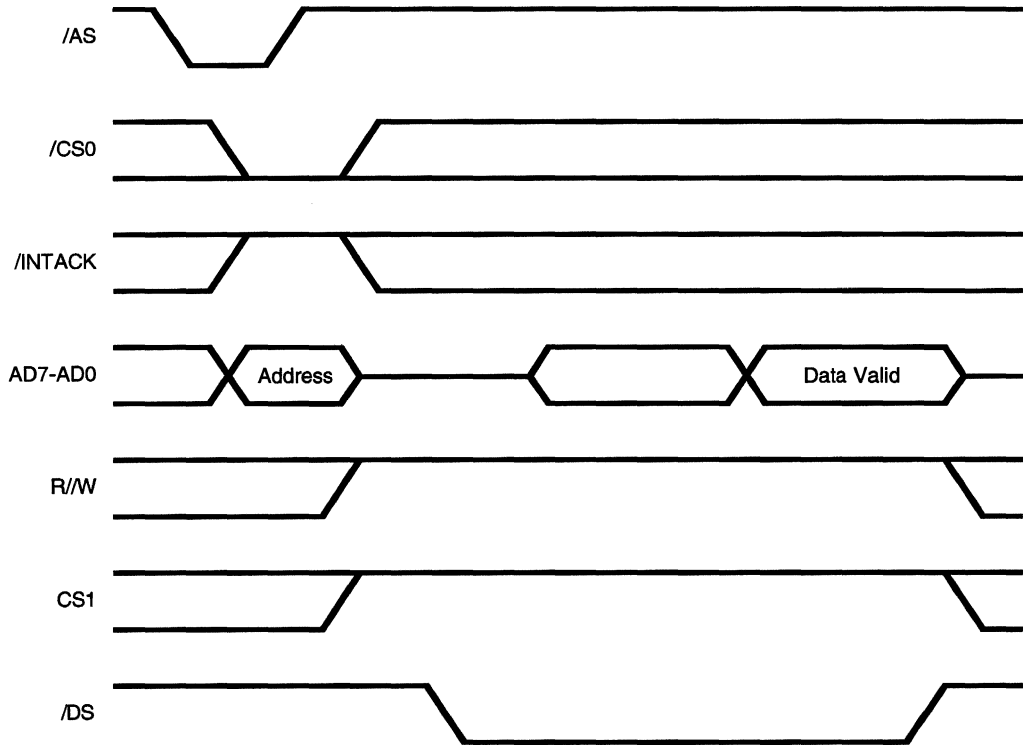 /AS
/CS0
/INTACK
AD7-AD0
Address
Data Valid
R//W
CS1
/DS